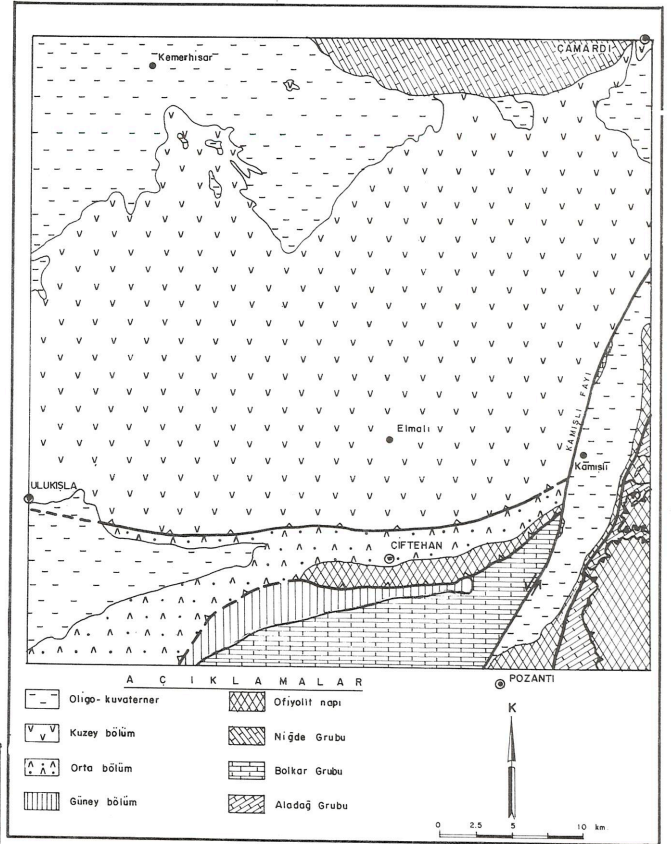 ÇAMARDI
Kemerhisar
KAMIŞLI FAYI
Elmalı
Kamışlı
ULUKIŞLA
ÇİFTEHAN
AÇIKLAMALAR
POZANTI
Oligo-kuvaterner
Ofiyolit napı
K
Kuzey bölüm
Niğde Grubu
Orta bölüm
Bolkar Grubu
Güney bölüm
Aladağ Grubu
0 2.5 5 10 km